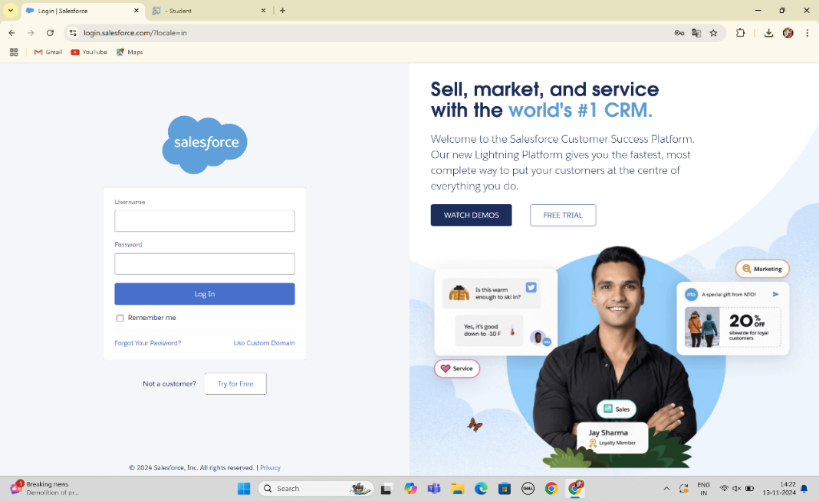 Login | Salesforce
- Student
login.salesforce.com/?locale=in
Gmail
YouTube
Maps
salesforce
Username
Password
Log In
Remember me
Forgot Your Password?
Use Custom Domain
Not a customer?
Try for Free
© 2024 Salesforce, Inc. All rights reserved. | Privacy
Sell, market, and service
with the world's #1 CRM.
Welcome to the Salesforce Customer Success Platform.
Our new Lightning Platform gives you the fastest, most
complete way to put your customers at the centre of
everything you do.
WATCH DEMOS
FREE TRIAL
Marketing
Is this warm
enough to ski in?
Yes, it's good
down to -10 F
Service
A special gift from MTO!
20% OFF
sitewide for loyal
customers
Sales
Jay Sharma
Loyalty Member
1
Breaking news
Demolition of pr...
Search
DELL
ENG
IN
14:22
13-11-2024